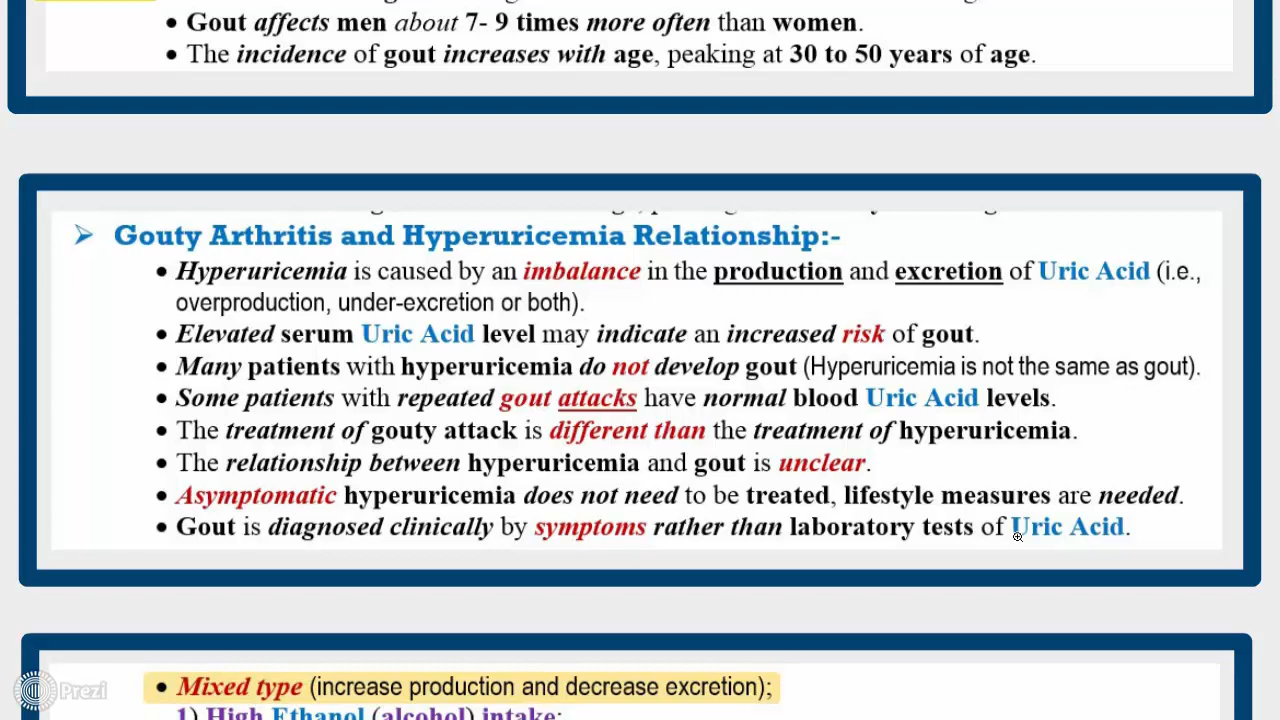 • Gout affects men about 7- 9 times more often than women.
• The incidence of gout increases with age, peaking at 30 to 50 years of age.
➢ Gouty Arthritis and Hyperuricemia Relationship:-
• Hyperuricemia is caused by an imbalance in the production and excretion of Uric Acid (i.e.,
overproduction, under-excretion or both).
• Elevated serum Uric Acid level may indicate an increased risk of gout.
• Many patients with hyperuricemia do not develop gout (Hyperuricemia is not the same as gout).
• Some patients with repeated gout attacks have normal blood Uric Acid levels.
• The treatment of gouty attack is different than the treatment of hyperuricemia.
• The relationship between hyperuricemia and gout is unclear.
• Asymptomatic hyperuricemia does not need to be treated, lifestyle measures are needed.
• Gout is diagnosed clinically by symptoms rather than laboratory tests of Uric Acid.
• Mixed type (increase production and decrease excretion);
1) High Ethanol (alcohol) intake:
Prezi